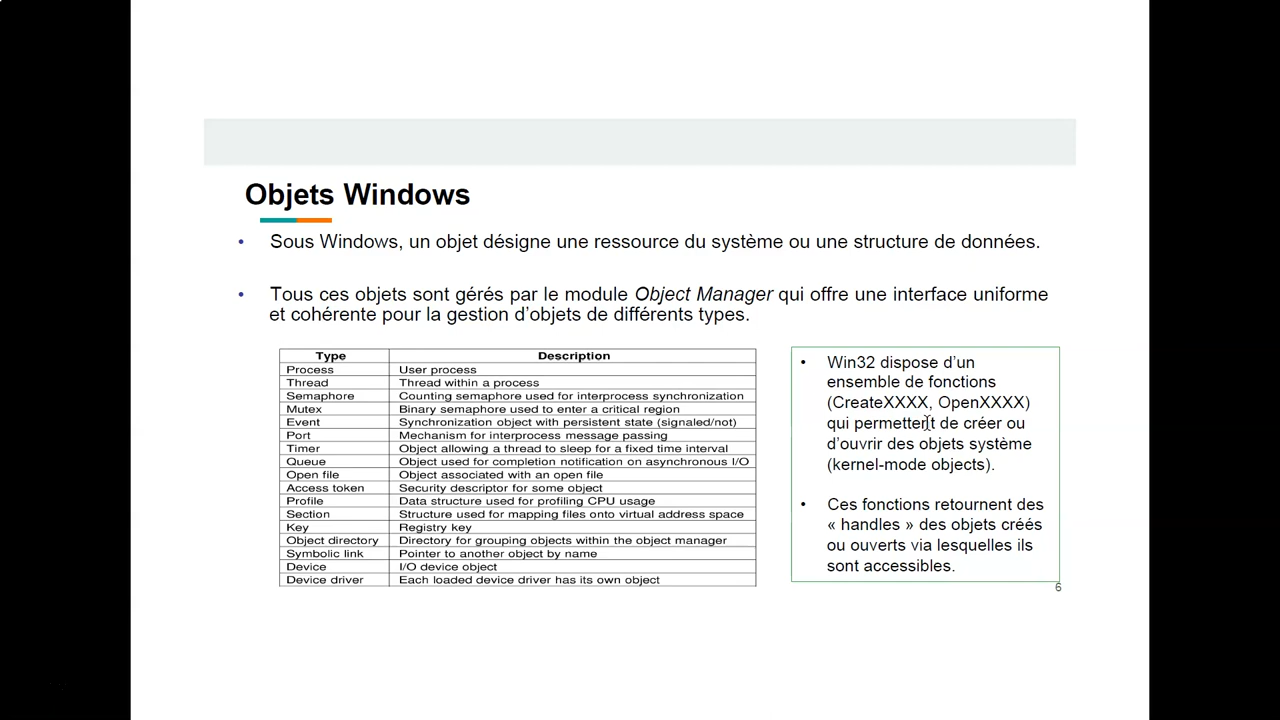 Objets Windows
• Sous Windows, un objet désigne une ressource du système ou une structure de données.
• Tous ces objets sont gérés par le module Object Manager qui offre une interface uniforme
et cohérente pour la gestion d’objets de différents types.
Type Description
Process User process
Thread Thread within a process
Semaphore Counting semaphore used for interprocess synchronization
Mutex Binary semaphore used to enter a critical region
Event Synchronization object with persistent state (signaled/not)
Port Mechanism for interprocess message passing
Timer Object allowing a thread to sleep for a fixed time interval
Queue Object used for completion notification on asynchronous I/O
Open file Object associated with an open file
Access token Security descriptor for some object
Profile Data structure used for profiling CPU usage
Section Structure used for mapping files onto virtual address space
Key Registry key
Object directory Directory for grouping objects within the object manager
Symbolic link Pointer to another object by name
Device I/O device object
Device driver Each loaded device driver has its own object
• Win32 dispose d’un
ensemble de fonctions
(CreateXXXX, OpenXXXX)
qui permettent de créer ou
d’ouvrir des objets système
(kernel-mode objects).
• Ces fonctions retournent des
« handles » des objets créés
ou ouverts via lesquelles ils
sont accessibles.
6